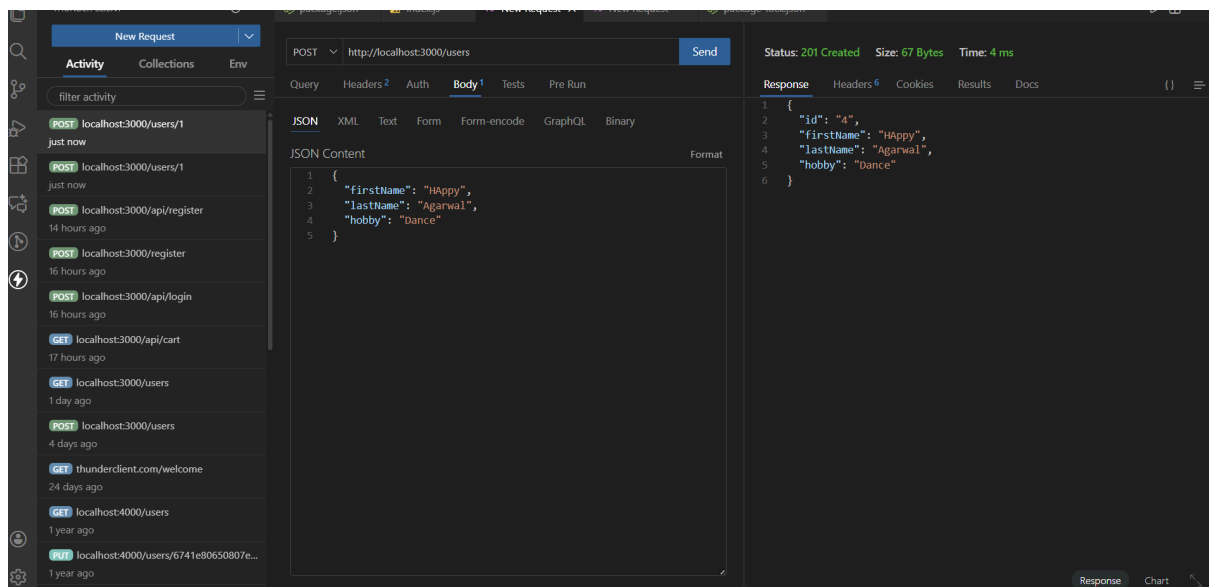 New Request
Activity Collections Env
filter activity
POST localhost:3000/users/1
just now
POST localhost:3000/users/1
just now
POST localhost:3000/api/register
14 hours ago
POST localhost:3000/register
16 hours ago
POST localhost:3000/api/login
16 hours ago
GET localhost:3000/api/cart
17 hours ago
GET localhost:3000/users
1 day ago
POST localhost:3000/users
4 days ago
GET thunderclient.com/welcome
24 days ago
GET localhost:4000/users
1 year ago
PUT localhost:4000/users/6741e80650807e...
1 year ago
POST http://localhost:3000/users Send
Query Headers 2 Auth Body 1 Tests Pre Run
JSON XML Text Form Form-encode GraphQL Binary
JSON Content Format
1 {
2 "firstName": "HAppy",
3 "lastName": "Agarwal",
4 "hobby": "Dance"
5 }
Status: 201 Created Size: 67 Bytes Time: 4 ms
Response Headers 6 Cookies Results Docs {}
1 {
2 "id": "4",
3 "firstName": "HAppy",
4 "lastName": "Agarwal",
5 "hobby": "Dance"
6 }
Response Chart